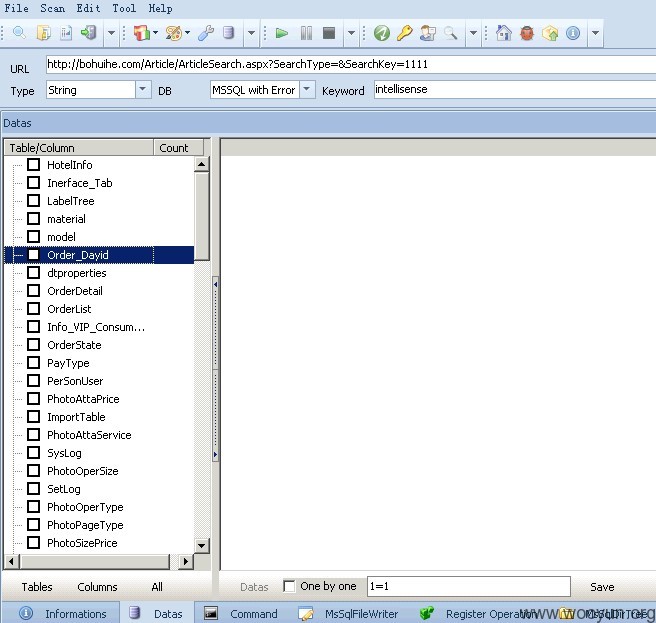 File Scan Edit Tool Help
URL http://bohuihe.com/Article/ArticleSearch.aspx?SearchType=&SearchKey=1111
Type String DB MSSQL with Error Keyword intellisense
Datas
Table/Column Count
HotelInfo
Inerface_Tab
LabelTree
material
model
Order_Dayid
dtproperties
OrderDetail
OrderList
Info_VIP_Consum...
OrderState
PayType
PerSonUser
PhotoAttaPrice
ImportTable
PhotoAttaService
SysLog
PhotoOperSize
SetLog
PhotoOperType
PhotoPageType
PhotoSizePrice
Tables Columns All Datas One by one 1=1 Save
Informations Datas Command MsSqlFileWriter Register Operation
www.wooyun.org